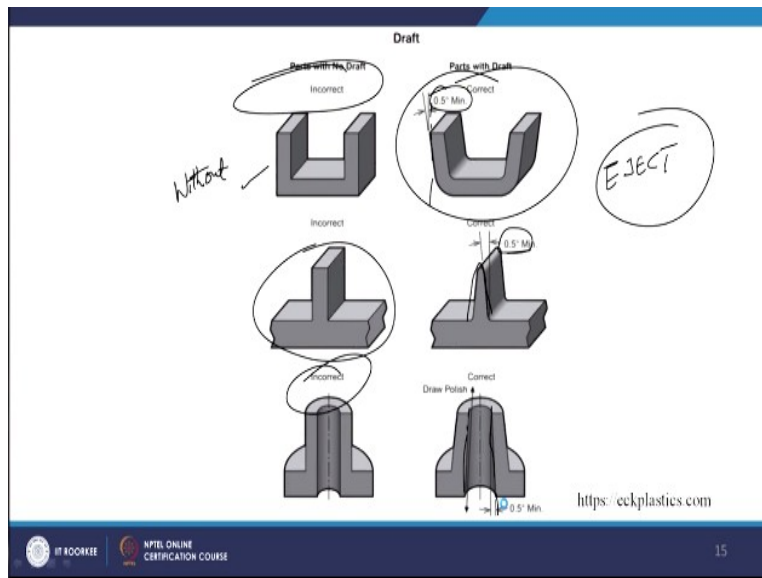 Draft
Parts with No Draft
Parts with Draft
Incorrect
Correct
0.5° Min.
Without
EJECT
Incorrect
Correct
0.5° Min.
Incorrect
Correct
Draw Polish
0.5° Min.
https://eckplastics.com
IIT ROORKEE
NPTEL ONLINE
CERTIFICATION COURSE
15